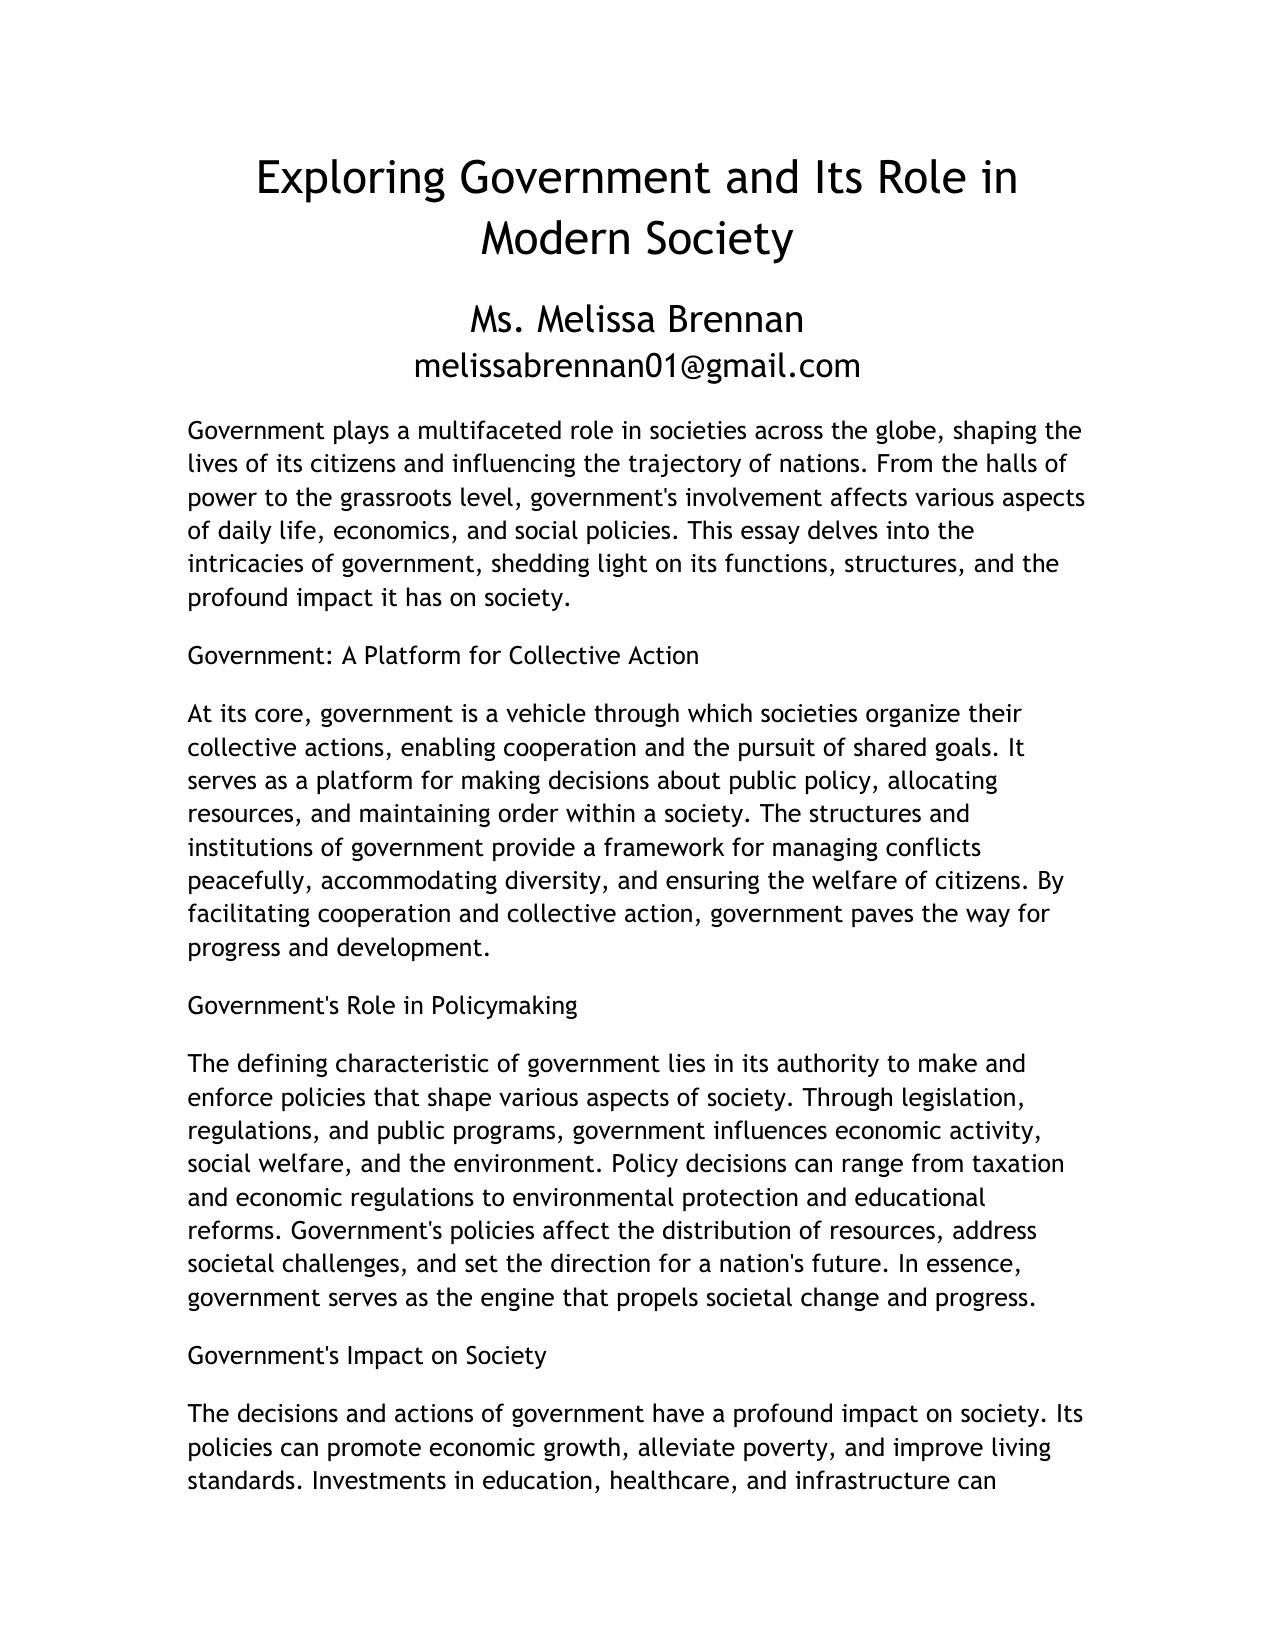 Exploring Government and Its Role in
Modern Society
Ms. Melissa Brennan
melissabrennan01@gmail.com
Government plays a multifaceted role in societies across the globe, shaping the
lives of its citizens and influencing the trajectory of nations. From the halls of
power to the grassroots level, government's involvement affects various aspects
of daily life, economics, and social policies. This essay delves into the
intricacies of government, shedding light on its functions, structures, and the
profound impact it has on society.
Government: A Platform for Collective Action
At its core, government is a vehicle through which societies organize their
collective actions, enabling cooperation and the pursuit of shared goals. It
serves as a platform for making decisions about public policy, allocating
resources, and maintaining order within a society. The structures and
institutions of government provide a framework for managing conflicts
peacefully, accommodating diversity, and ensuring the welfare of citizens. By
facilitating cooperation and collective action, government paves the way for
progress and development.
Government's Role in Policymaking
The defining characteristic of government lies in its authority to make and
enforce policies that shape various aspects of society. Through legislation,
regulations, and public programs, government influences economic activity,
social welfare, and the environment. Policy decisions can range from taxation
and economic regulations to environmental protection and educational
reforms. Government's policies affect the distribution of resources, address
societal challenges, and set the direction for a nation's future. In essence,
government serves as the engine that propels societal change and progress.
Government's Impact on Society
The decisions and actions of government have a profound impact on society. Its
policies can promote economic growth, alleviate poverty, and improve living
standards. Investments in education, healthcare, and infrastructure can